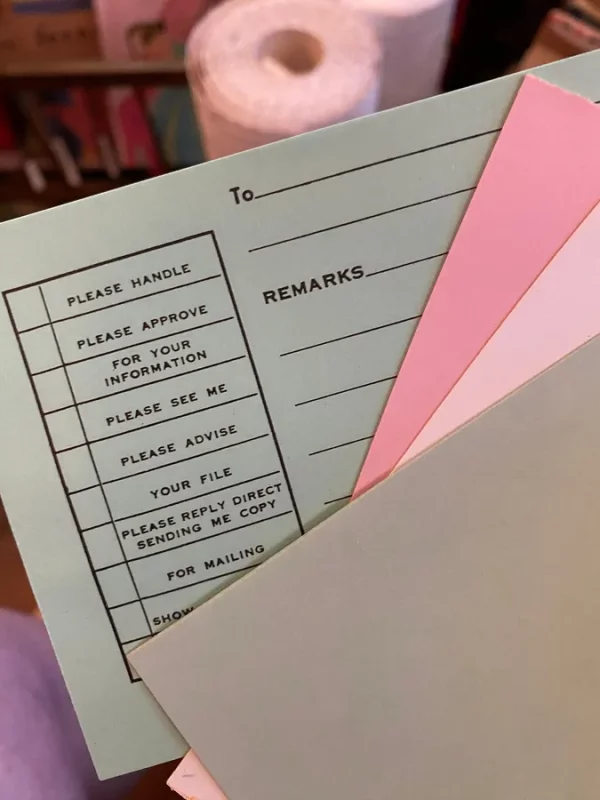 To
REMARKS
PLEASE HANDLE
PLEASE APPROVE
FOR YOUR
INFORMATION
PLEASE SEE ME
PLEASE ADVISE
YOUR FILE
PLEASE REPLY DIRECT
SENDING ME COPY
FOR MAILING
SHOW